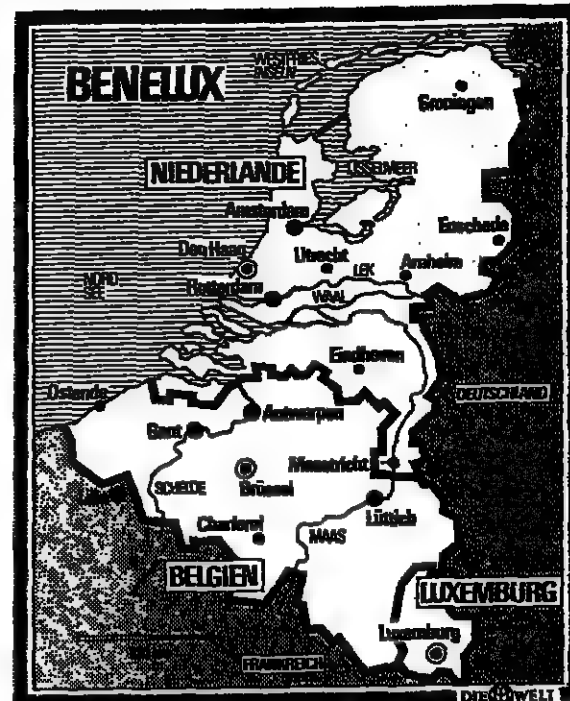 WESTFRIES.
INSELN
BENELUX
Groningen
NIEDERLANDE
IJSSELMEER
Amsterdam
Enschede
Den Haag
Utrecht
Arnheim
LEK
NORD
SEE
Rotterdam
WAAL
Eindhoven
Ostende
DEUTSCHLAND
Antwerpen
Gent
Maastricht
SCHELDE
Brüssel
Lüttich
Charleroi
MAAS
BELGIEN
LUXEMBURG
Luxemburg
FRANKREICH
DIE WELT